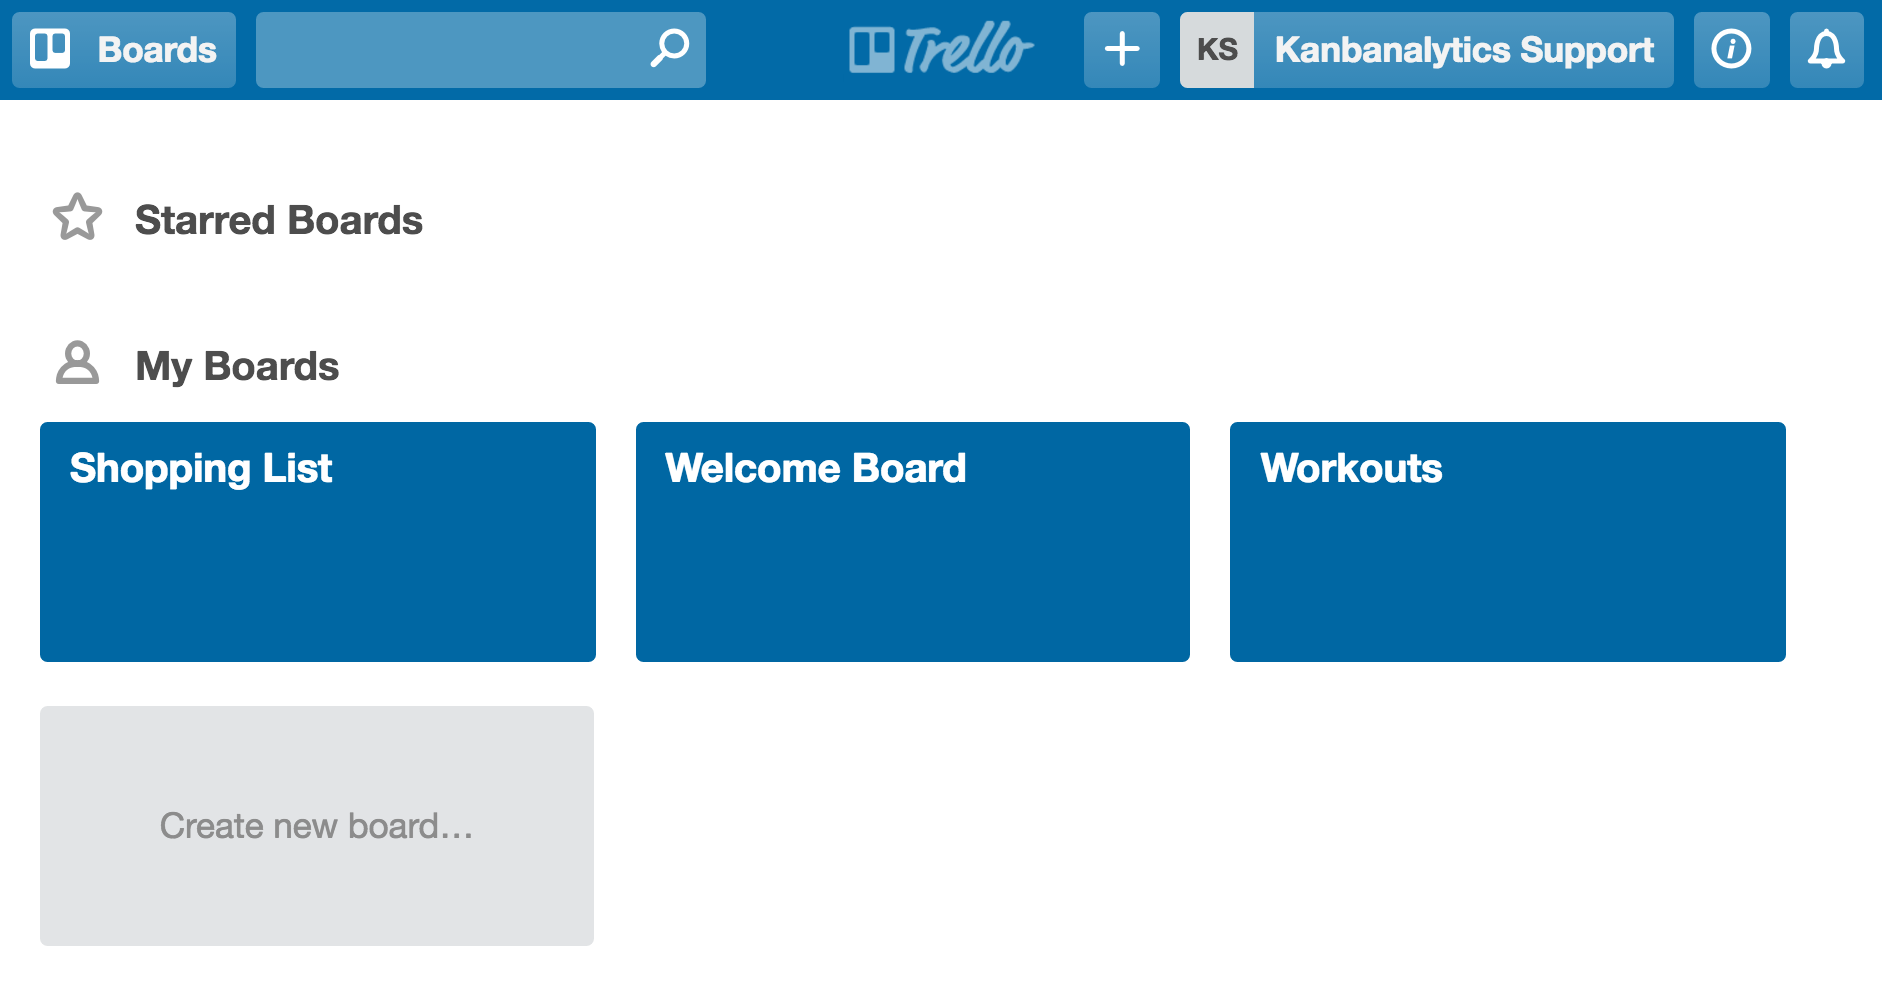 Boards
Trello
KS
Kanbanalytics Support
Starred Boards
My Boards
Shopping List
Welcome Board
Workouts
Create new board…